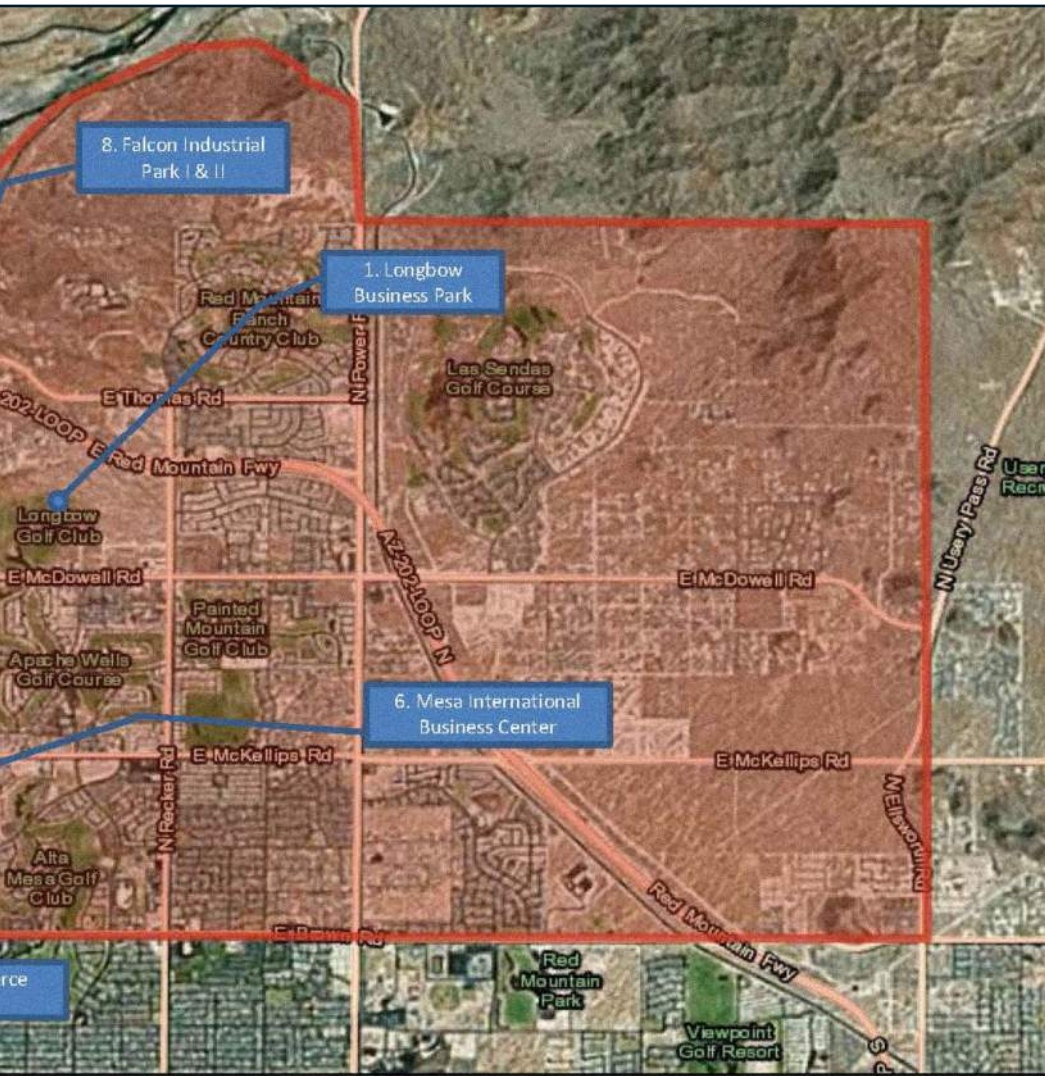 8. Falcon Industrial
Park I & II
1. Longbow
Business Park
Red Mountain
Ranch
Country Club
N Power
Las Sendas
Golf Course
E Thomas Rd
202-LOOP
E Red Mountain Fwy
N Usery Pass Rd
Longbow
Golf Club
AZ-202-LOOP N
E McDowell Rd
E McDowell Rd
Painted
Mountain
Golf Club
Apache Wells
Golf Course
6. Mesa International
Business Center
E McKellips Rd
E McKellips Rd
N Recker Rd
N Ellsworth Rd
Alta
Mesa Golf
Club
Red Mountain Fwy
E Brown Rd
Red
Mountain
Park
Viewpoint
Golf Resort
S